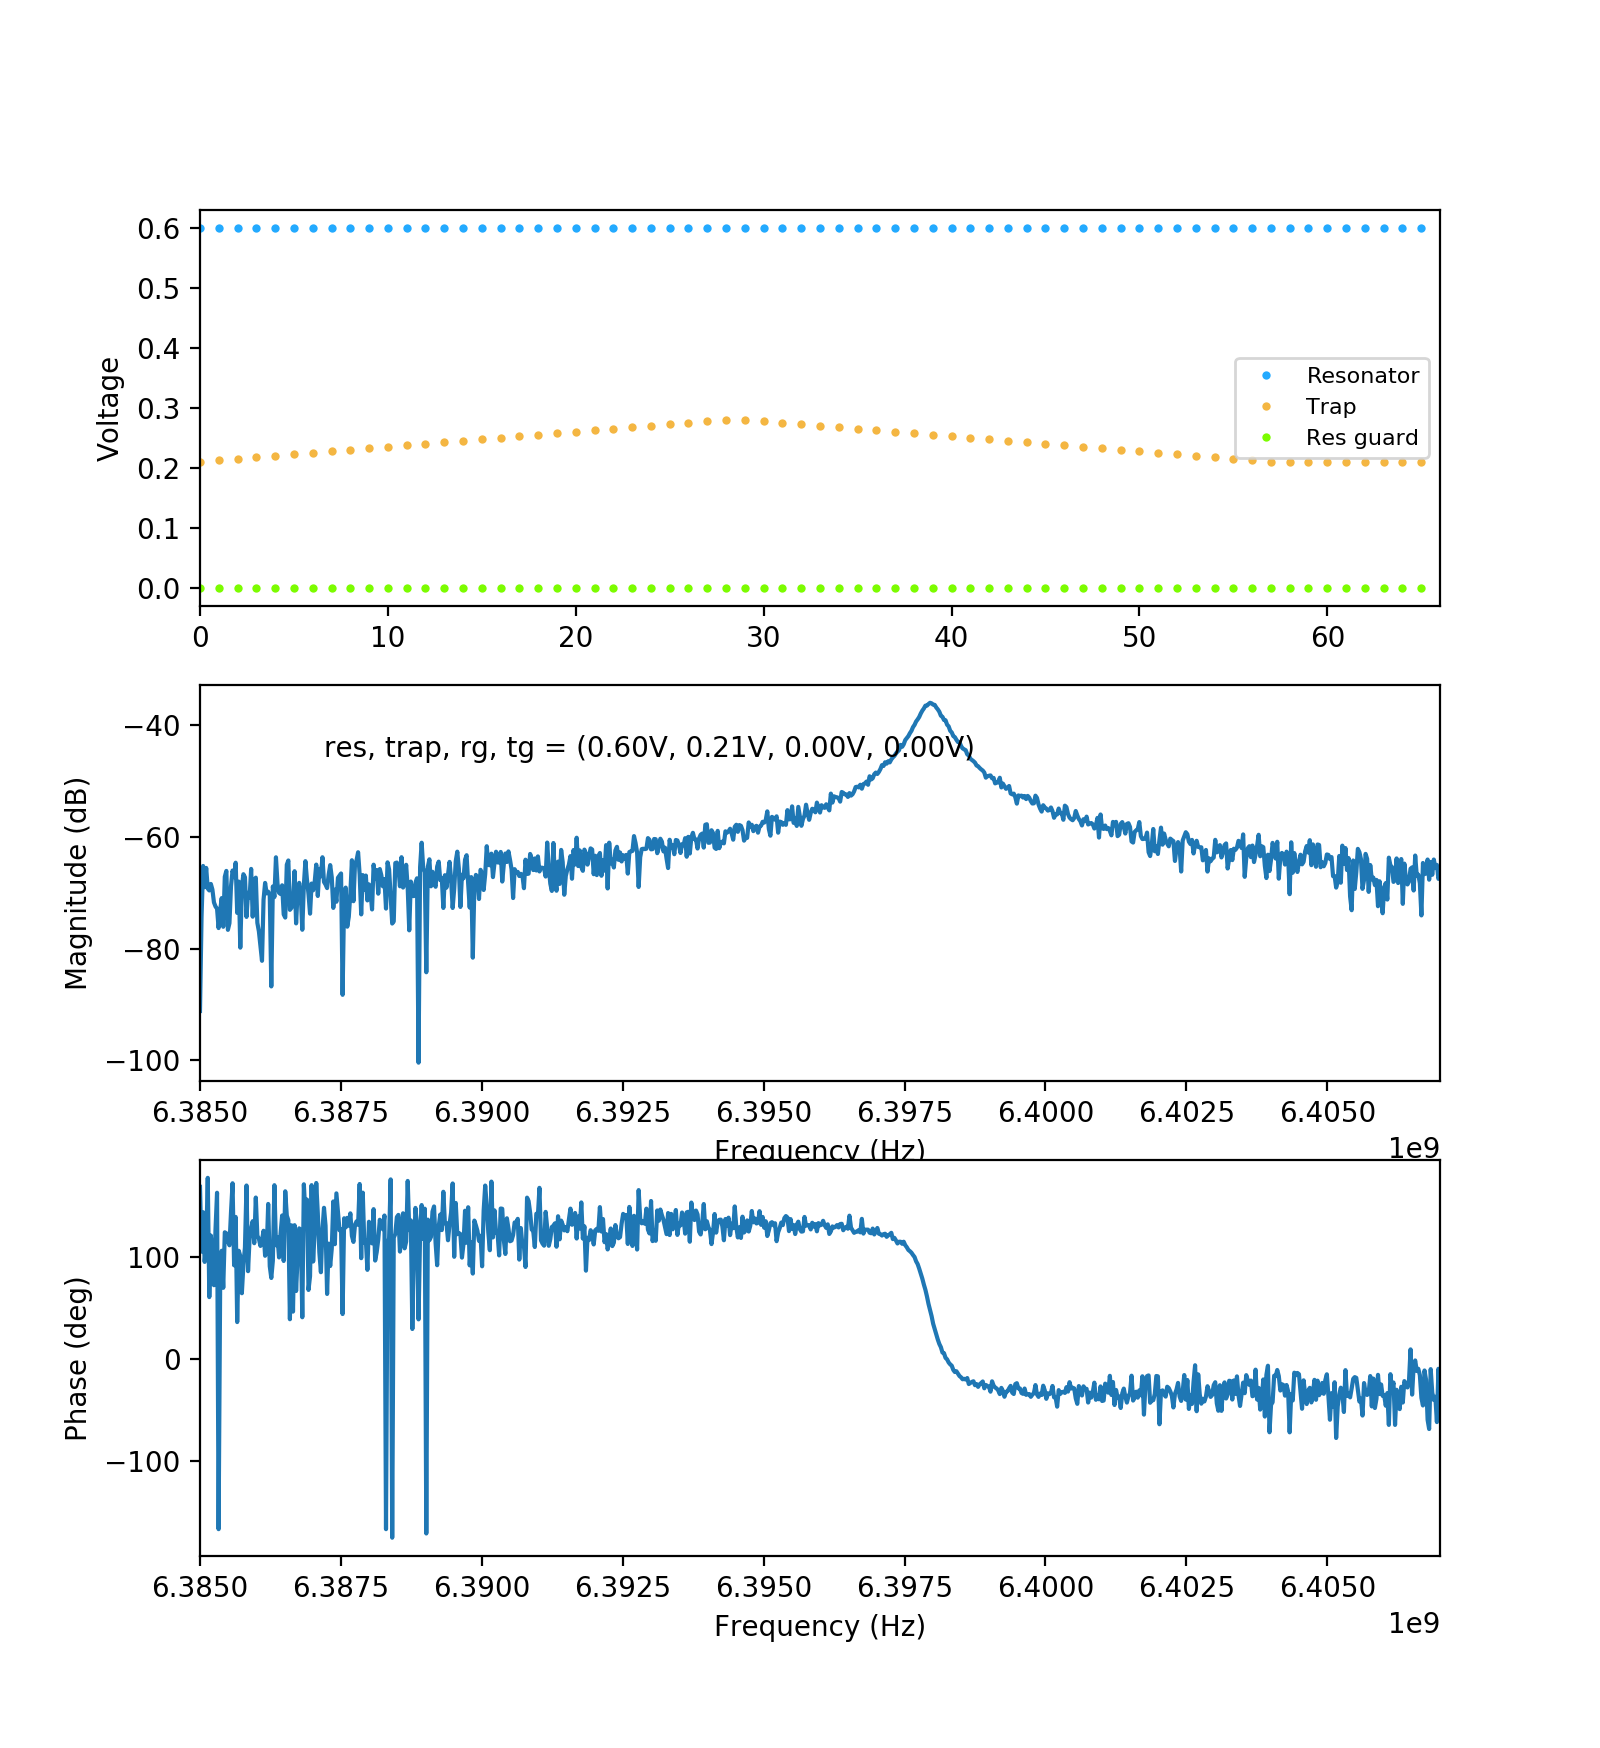 0.6
0.5
0.4
0.3
0.2
0.1
0.0
Voltage
Resonator
Trap
Res guard
0 10 20 30 40 50 60
−40
−60
−80
−100
Magnitude (dB)
res, trap, rg, tg = (0.60V, 0.21V, 0.00V, 0.00V)
6.3850 6.3875 6.3900 6.3925 6.3950 6.3975 6.4000 6.4025 6.4050
Frequency (Hz)
1e9
100
0
−100
Phase (deg)
6.3850 6.3875 6.3900 6.3925 6.3950 6.3975 6.4000 6.4025 6.4050
Frequency (Hz)
1e9